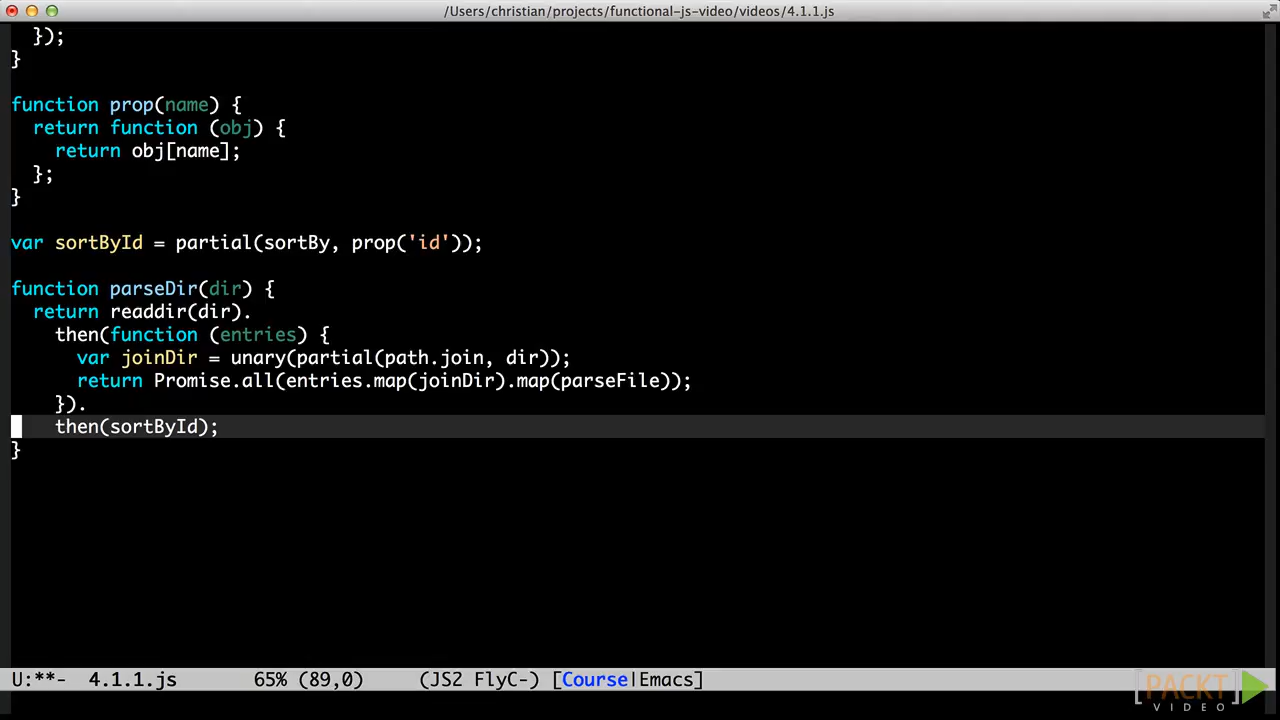 /Users/christian/projects/functional-js-video/videos/4.1.1.js
  });
}
function prop(name) {
  return function (obj) {
    return obj[name];
  };
}
var sortById = partial(sortBy, prop('id'));
function parseDir(dir) {
  return readdir(dir).
    then(function (entries) {
      var joinDir = unary(partial(path.join, dir));
      return Promise.all(entries.map(joinDir).map(parseFile));
    }).
    then(sortById);
}
U:**-  4.1.1.js       65% (89,0)     (JS2 FlyC-) [Course|Emacs]
[PACKT]
VIDEO